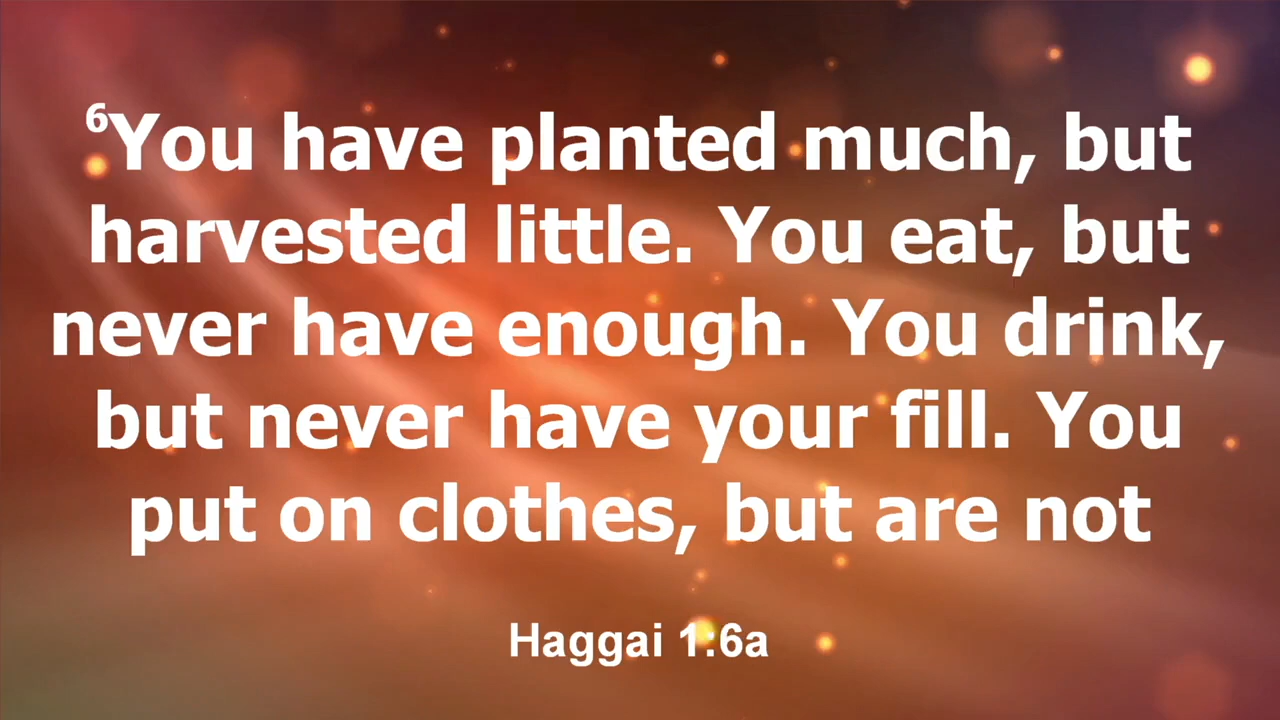 ⁶You have planted much, but
harvested little. You eat, but
never have enough. You drink,
but never have your fill. You
put on clothes, but are not
Haggai 1:6a